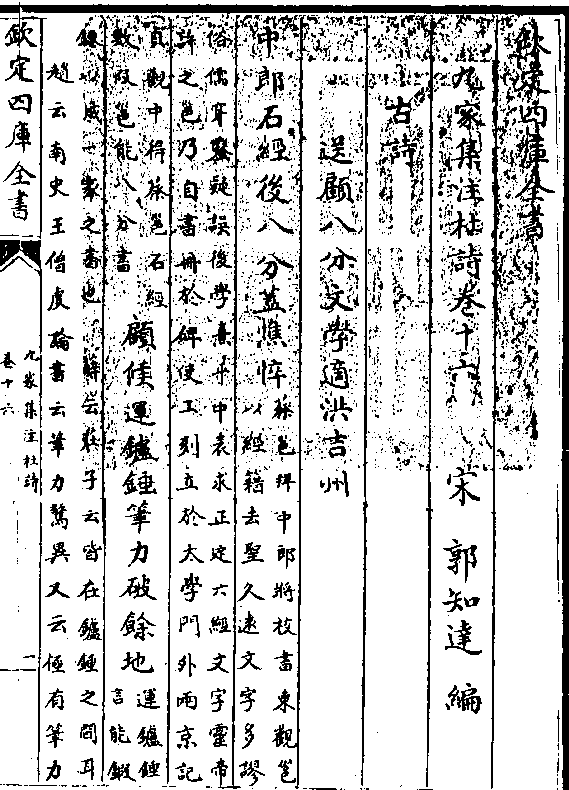 欽定四庫全書
九家集注杜詩卷十六　宋　郭知達　編
古詩
送顧八分文學適洪吉州
中郎石經後八分蓋憔悴
蔡邕拜中郎將校書東觀邕
以經籍去聖久遠文字多謬
俗儒穿鑿疑誤後學熹平中表求正定六經文字靈帝
許之邕乃自書冊於碑使工刻立於太學門外兩京記
貞觀中得蔡邕石經
數段邕能八分書
顧侯運鑪錘筆力破餘地
運鑪錘
言能鍛
錬以成一家之書也　薛云莊子云皆在鑪錘之間耳
趙云南史王僧虔論書云筆力驚異又云極有筆力
欽定四庫全書
九家集注杜詩
卷十六
一